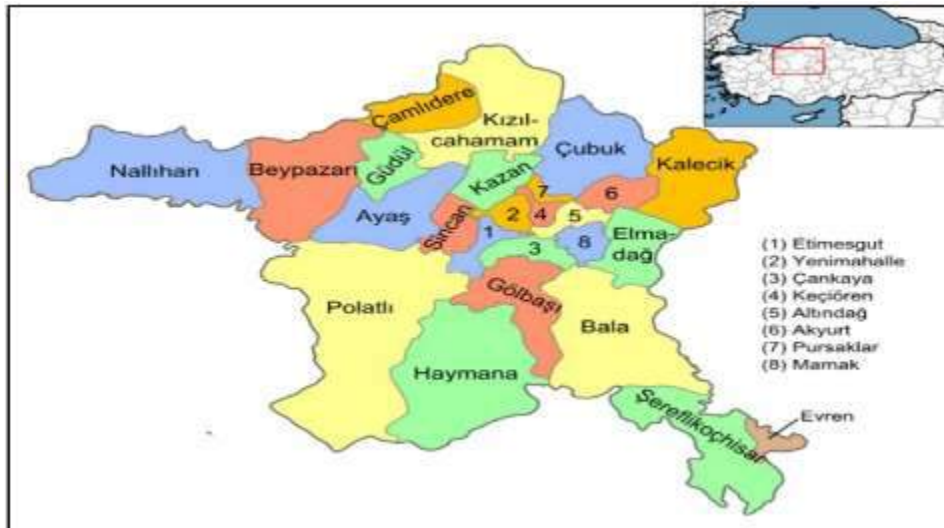 Çamlıdere
Kızıl-
cahamam
Nallıhan
Beypazarı
Güdül
Kazan
Çubuk
Kalecik
Ayaş
Sincan
7
6
2
4
5
1
3
8
Elma-
dağ
Polatlı
Gölbaşı
Bala
Haymana
Şereflikoçhisar
Evren
(1) Etimesgut
(2) Yenimahalle
(3) Çankaya
(4) Keçiören
(5) Altındağ
(6) Akyurt
(7) Pursaklar
(8) Mamak